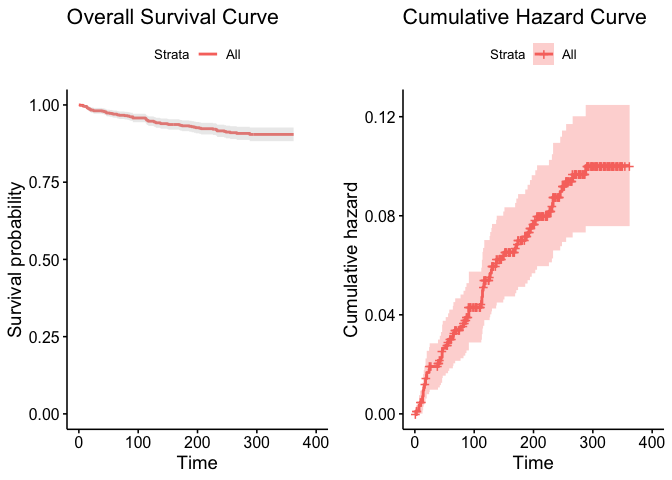 Overall Survival Curve
Strata All
1.00
0.75
0.50
0.25
0.00
Survival probability
0 100 200 300 400
Time
Cumulative Hazard Curve
Strata All
0.12
0.08
0.04
0.00
Cumulative hazard
0 100 200 300 400
Time